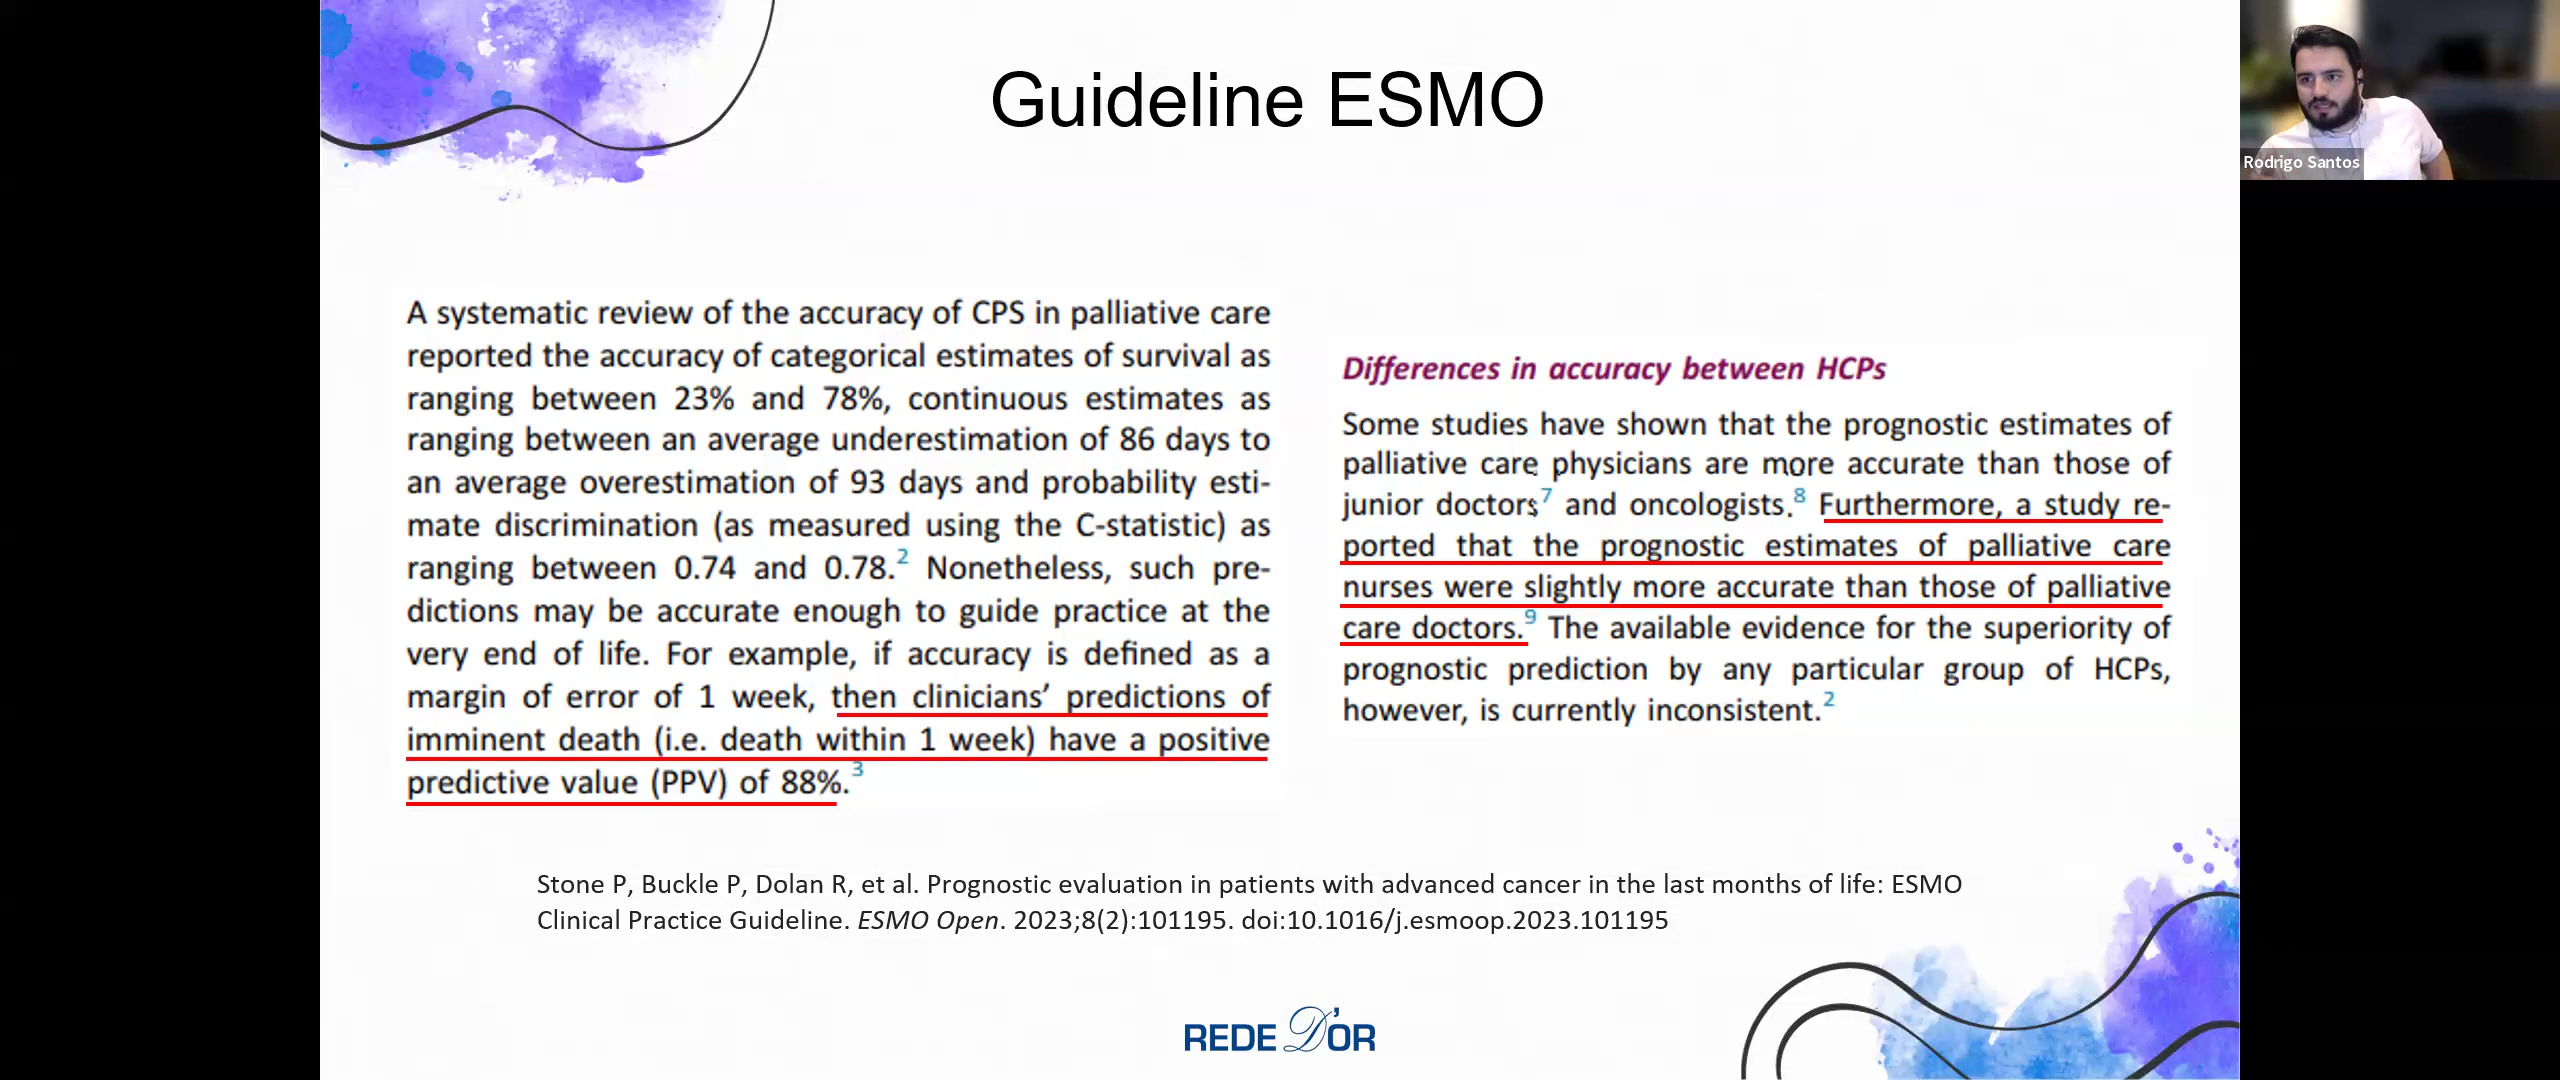 Guideline ESMO
Rodrigo Santos
A systematic review of the accuracy of CPS in palliative care
reported the accuracy of categorical estimates of survival as
ranging between 23% and 78%, continuous estimates as
ranging between an average underestimation of 86 days to
an average overestimation of 93 days and probability esti-
mate discrimination (as measured using the C-statistic) as
ranging between 0.74 and 0.78.2 Nonetheless, such pre-
dictions may be accurate enough to guide practice at the
very end of life. For example, if accuracy is defined as a
margin of error of 1 week, then clinicians’ predictions of
imminent death (i.e. death within 1 week) have a positive
predictive value (PPV) of 88%.3
Differences in accuracy between HCPs
Some studies have shown that the prognostic estimates of
palliative care physicians are more accurate than those of
junior doctors7 and oncologists.8 Furthermore, a study re-
ported that the prognostic estimates of palliative care
nurses were slightly more accurate than those of palliative
care doctors.9 The available evidence for the superiority of
prognostic prediction by any particular group of HCPs,
however, is currently inconsistent.2
Stone P, Buckle P, Dolan R, et al. Prognostic evaluation in patients with advanced cancer in the last months of life: ESMO
Clinical Practice Guideline. ESMO Open. 2023;8(2):101195. doi:10.1016/j.esmoop.2023.101195
REDE D’OR